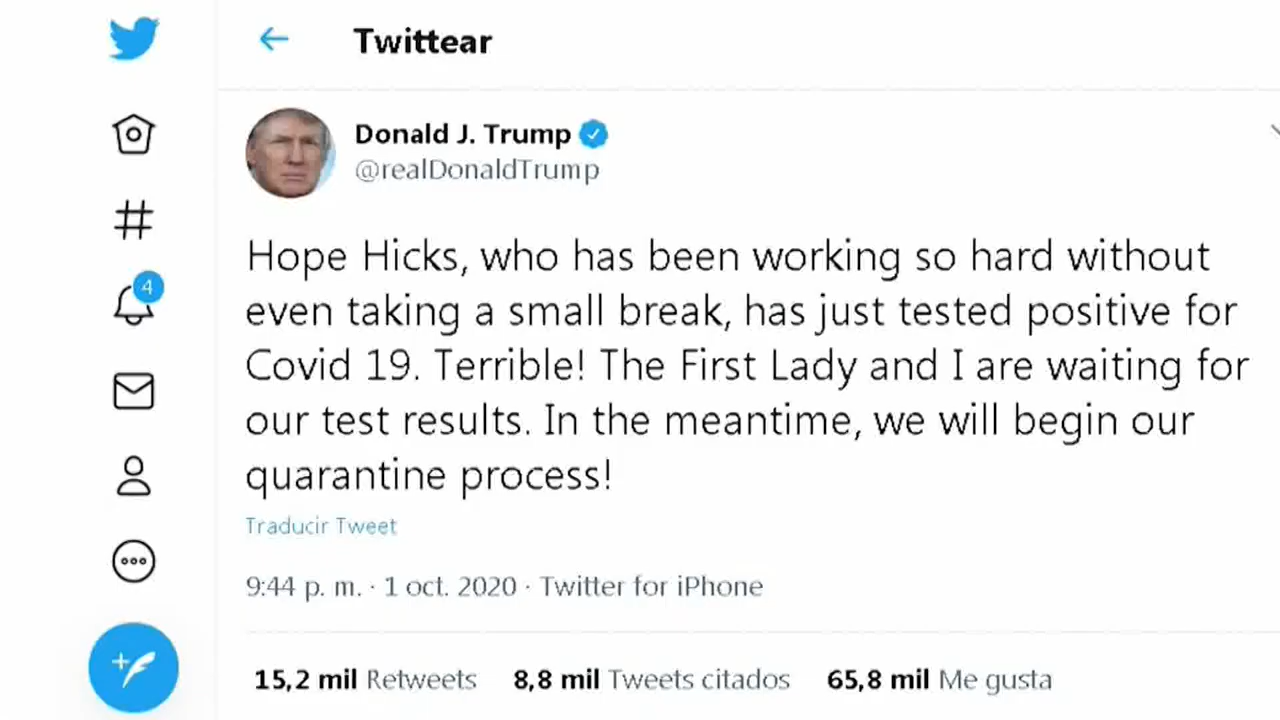 Twittear
Donald J. Trump
@realDonaldTrump
Hope Hicks, who has been working so hard without
even taking a small break, has just tested positive for
Covid 19. Terrible! The First Lady and I are waiting for
our test results. In the meantime, we will begin our
quarantine process!
Traducir Tweet
9:44 p. m. · 1 oct. 2020 · Twitter for iPhone
15,2 mil Retweets 8,8 mil Tweets citados 65,8 mil Me gusta
4